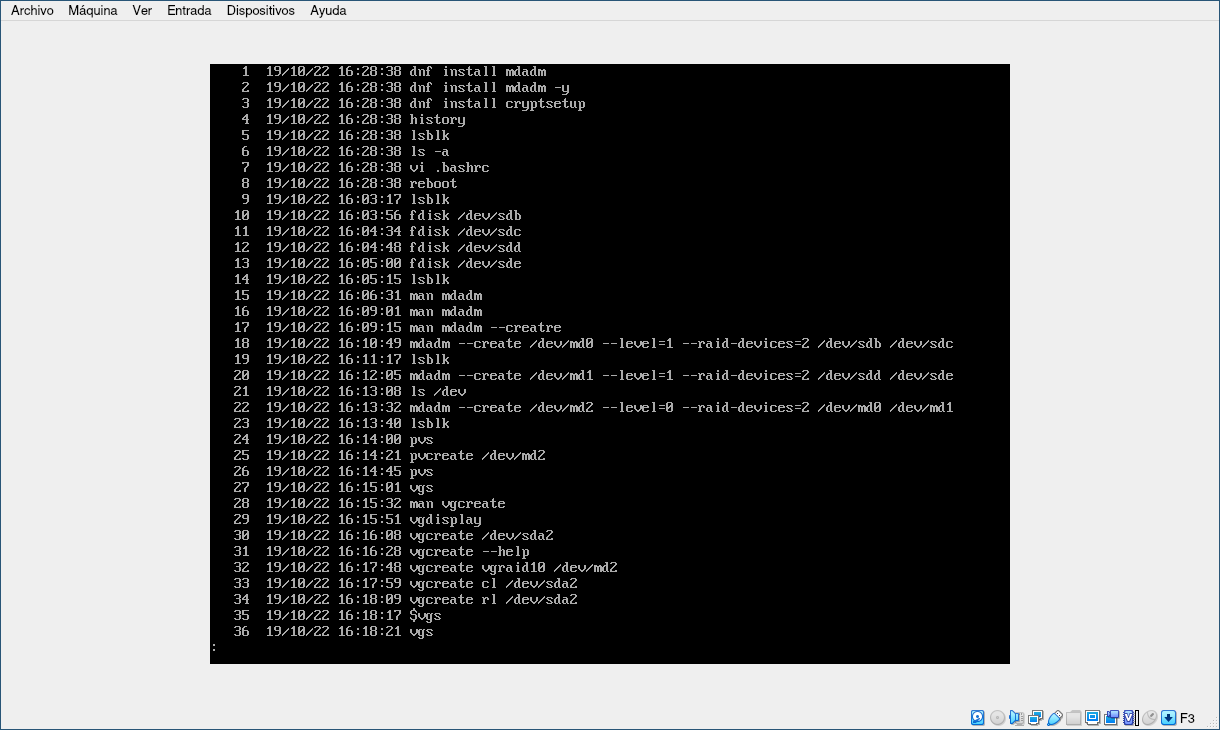 Archivo Máquina Ver Entrada Dispositivos Ayuda
1 19/10/22 16:28:38 dnf install mdadm
2 19/10/22 16:28:38 dnf install mdadm -y
3 19/10/22 16:28:38 dnf install cryptsetup
4 19/10/22 16:28:38 history
5 19/10/22 16:28:38 lsblk
6 19/10/22 16:28:38 ls -a
7 19/10/22 16:28:38 vi .bashrc
8 19/10/22 16:28:38 reboot
9 19/10/22 16:03:17 lsblk
10 19/10/22 16:03:56 fdisk /dev/sdb
11 19/10/22 16:04:34 fdisk /dev/sdc
12 19/10/22 16:04:48 fdisk /dev/sdd
13 19/10/22 16:05:00 fdisk /dev/sde
14 19/10/22 16:05:15 lsblk
15 19/10/22 16:06:31 man mdadm
16 19/10/22 16:09:01 man mdadm
17 19/10/22 16:09:15 man mdadm --creatre
18 19/10/22 16:10:49 mdadm --create /dev/md0 --level=1 --raid-devices=2 /dev/sdb /dev/sdc
19 19/10/22 16:11:17 lsblk
20 19/10/22 16:12:05 mdadm --create /dev/md1 --level=1 --raid-devices=2 /dev/sdd /dev/sde
21 19/10/22 16:13:08 ls /dev
22 19/10/22 16:13:32 mdadm --create /dev/md2 --level=0 --raid-devices=2 /dev/md0 /dev/md1
23 19/10/22 16:13:40 lsblk
24 19/10/22 16:14:00 pvs
25 19/10/22 16:14:21 pvcreate /dev/md2
26 19/10/22 16:14:45 pvs
27 19/10/22 16:15:01 vgs
28 19/10/22 16:15:32 man vgcreate
29 19/10/22 16:15:51 vgdisplay
30 19/10/22 16:16:08 vgcreate /dev/sda2
31 19/10/22 16:16:28 vgcreate --help
32 19/10/22 16:17:48 vgcreate vgraid10 /dev/md2
33 19/10/22 16:17:59 vgcreate cl /dev/sda2
34 19/10/22 16:18:09 vgcreate rl /dev/sda2
35 19/10/22 16:18:17 $vgs
36 19/10/22 16:18:21 vgs
:
F3